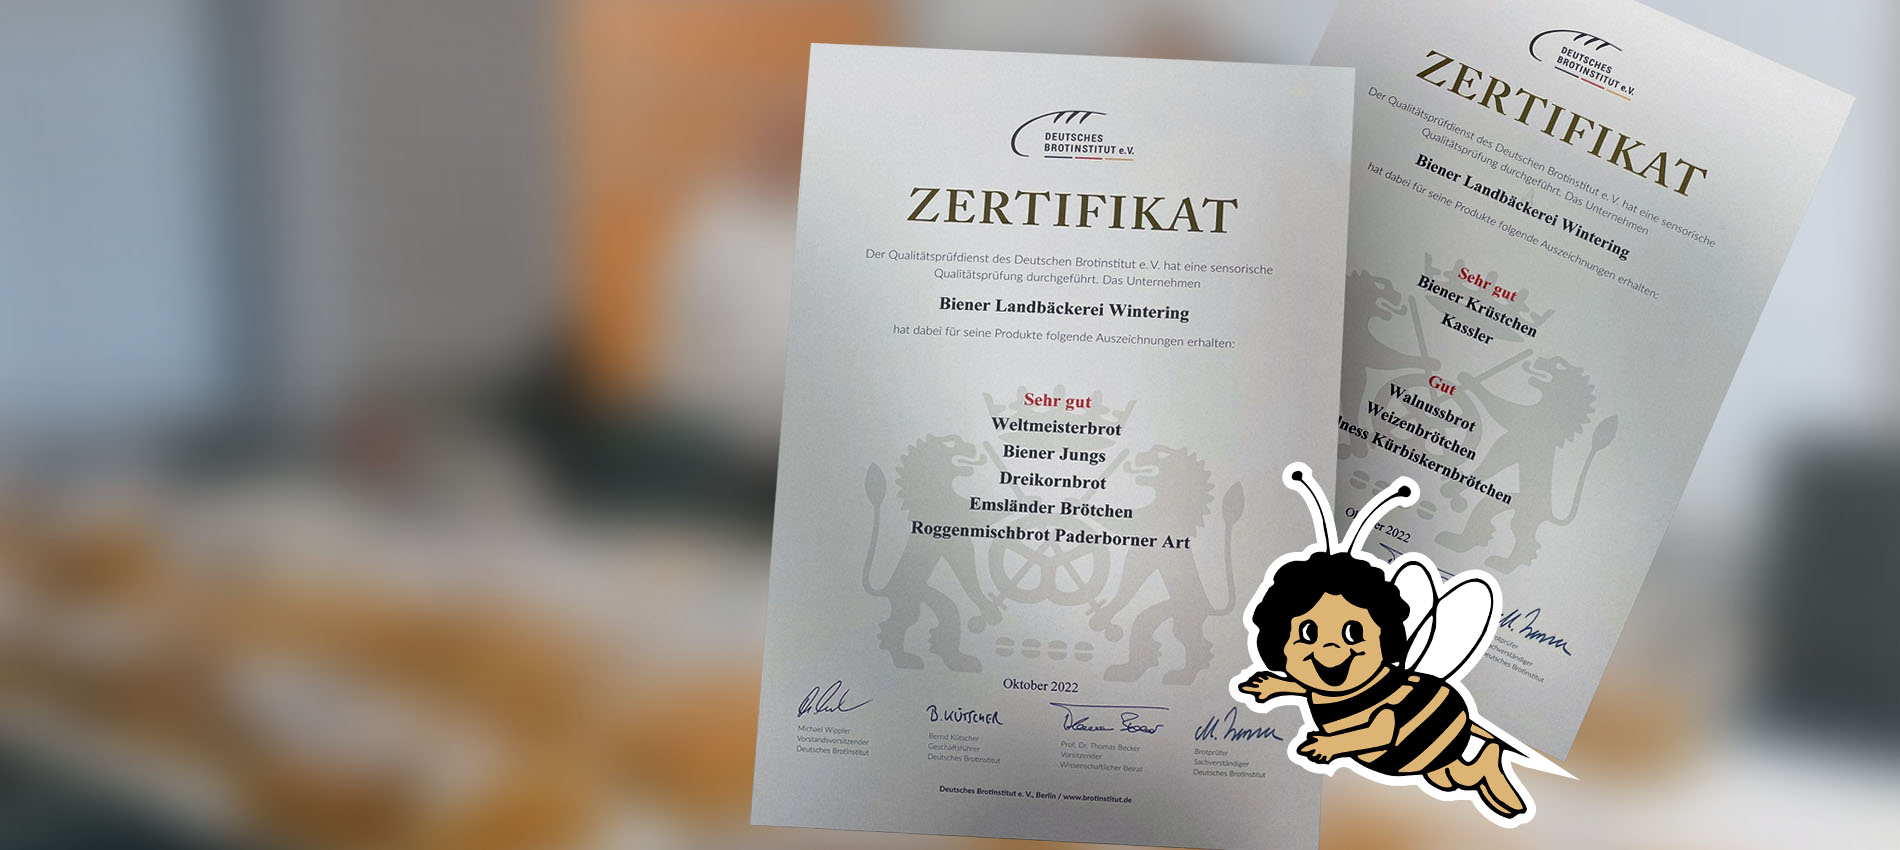 DEUTSCHES
BROTINSTITUT e.V.
ZERTIFIKAT
Der Qualitätsprüfdienst des Deutschen Brotinstitut e. V. hat eine sensorische
Qualitätsprüfung durchgeführt. Das Unternehmen
Biener Landbäckerei Wintering
hat dabei für seine Produkte folgende Auszeichnungen erhalten:
Sehr gut
Weltmeisterbrot
Biener Jungs
Dreikornbrot
Emsländer Brötchen
Roggenmischbrot Paderborner Art
Oktober 2022
B. KÜTSCHER
Michael Wippler
Vorstandsvorsitzender
Deutsches Brotinstitut
Bernd Kütscher
Geschäftsführer
Deutsches Brotinstitut
Prof. Dr. Thomas Becker
Vorsitzender
Wissenschaftlicher Beirat
Brotprüfer
Sachverständiger
Deutsches Brotinstitut
Deutsches Brotinstitut e. V., Berlin / www.brotinstitut.de
DEUTSCHES
BROTINSTITUT e.V.
ZERTIFIKAT
Der Qualitätsprüfdienst des Deutschen Brotinstitut e. V. hat eine sensorische
Qualitätsprüfung durchgeführt. Das Unternehmen
Biener Landbäckerei Wintering
hat dabei für seine Produkte folgende Auszeichnungen erhalten:
Sehr gut
Biener Krüstchen
Kassler
Gut
Walnussbrot
Weizenbrötchen
lness Kürbiskernbrötchen
2022
Brotprüfer
Sachverständiger
Deutsches Brotinstitut